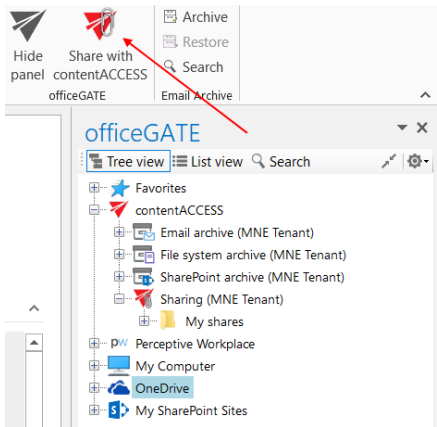 Hide
panel
Share with
contentACCESS
officeGATE
Archive
Restore
Search
Email Archive
officeGATE
Tree view List view Search
Favorites
contentACCESS
Email archive (MNE Tenant)
File system archive (MNE Tenant)
SharePoint archive (MNE Tenant)
Sharing (MNE Tenant)
My shares
pw Perceptive Workplace
My Computer
OneDrive
My SharePoint Sites